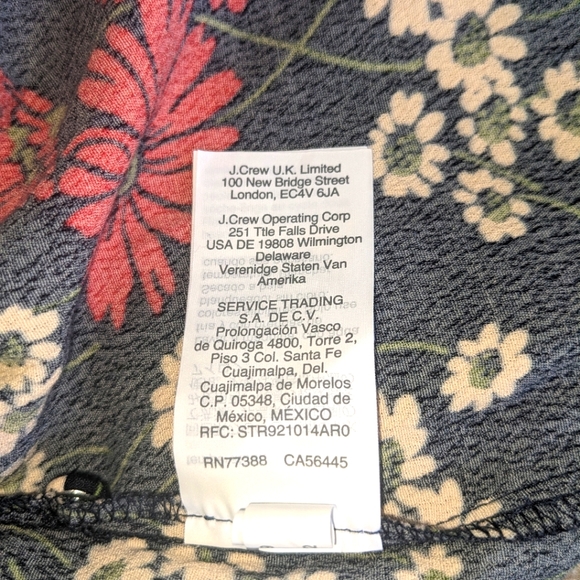 J.Crew U.K. Limited
100 New Bridge Street
London, EC4V 6JA
J.Crew Operating Corp
251 Ttle Falls Drive
USA DE 19808 Wilmington
Delaware
Verenidge Staten Van
Amerika
SERVICE TRADING
S.A. DE C.V.
Prolongación Vasco
de Quiroga 4800, Torre 2,
Piso 3 Col. Santa Fe
Cuajimalpa, Del.
Cuajimalpa de Morelos
C.P. 05348, Ciudad de
México, MÉXICO
RFC: STR921014AR0
RN77388 CA56445